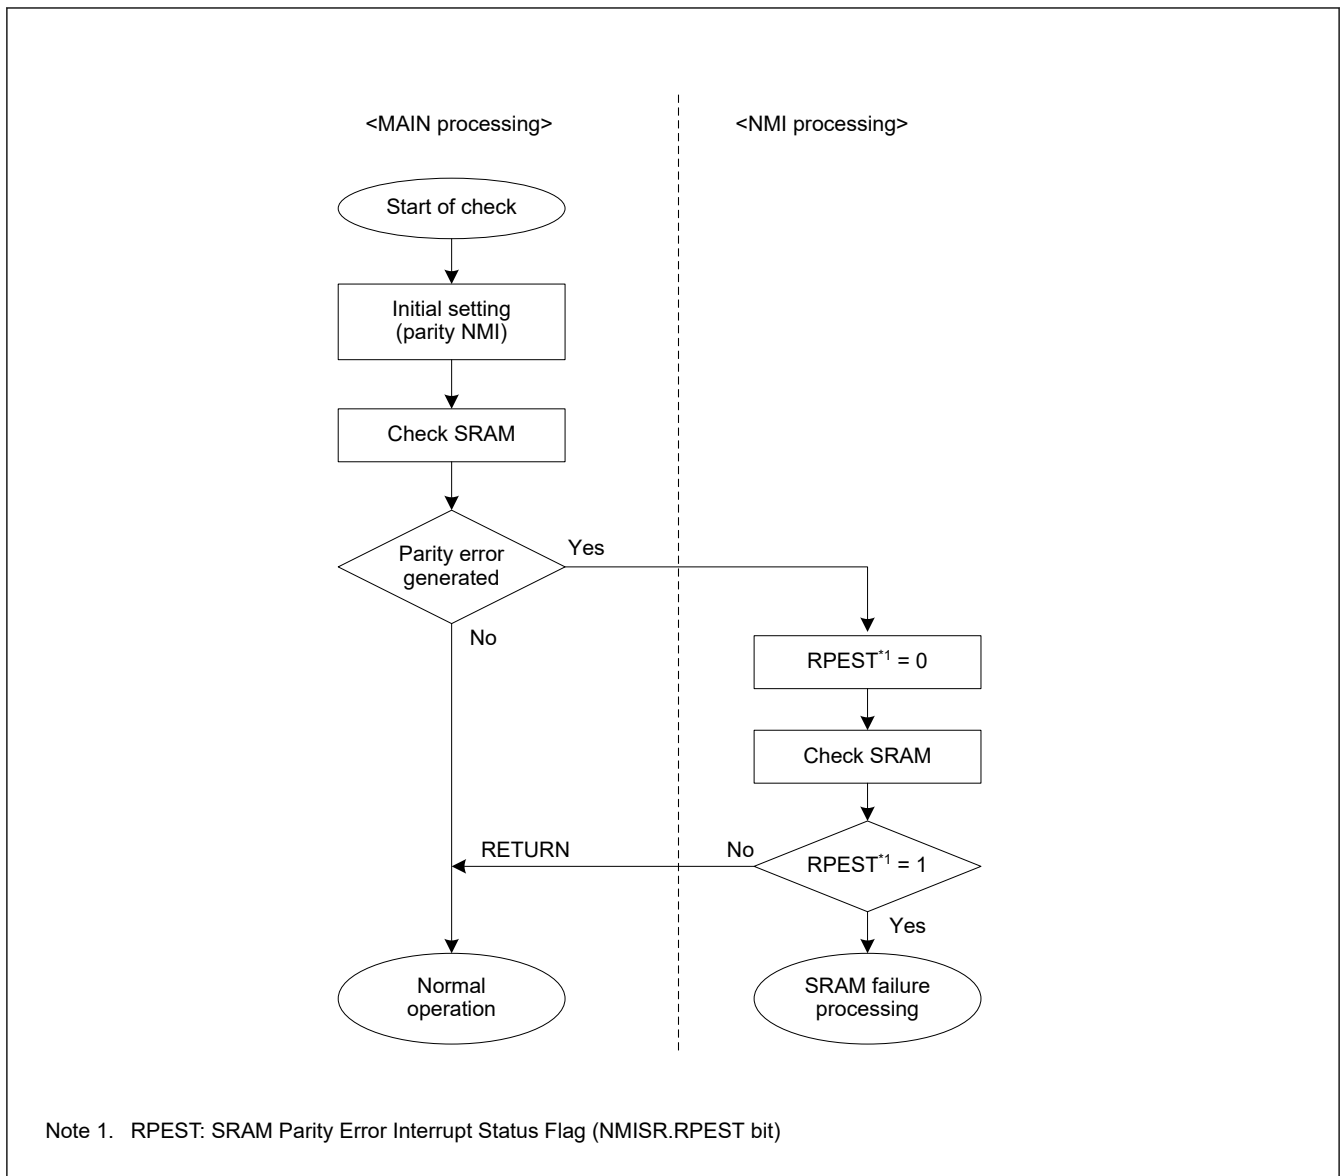 <MAIN processing>
<NMI processing>
Start of check
Initial setting
(parity NMI)
Check SRAM
Parity error
generated
Yes
No
RPEST*1 = 0
Check SRAM
RPEST*1 = 1
No
RETURN
Yes
Normal
operation
SRAM failure
processing
Note 1. RPEST: SRAM Parity Error Interrupt Status Flag (NMISR.RPEST bit)